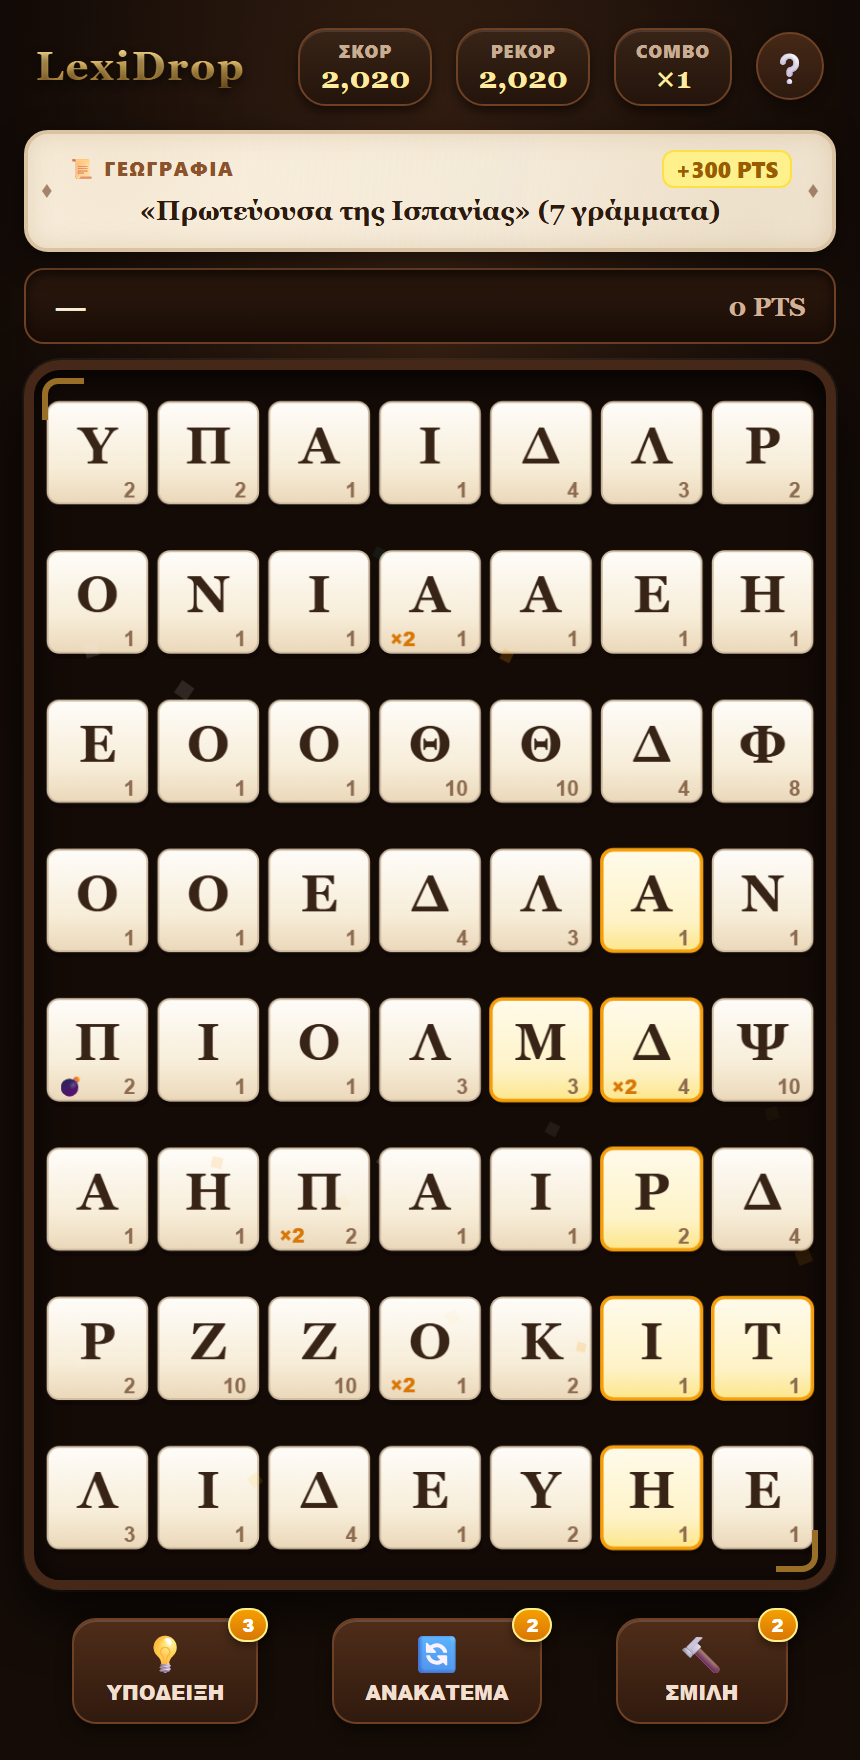 LexiDrop
ΣΚΟΡ
2,020
ΡΕΚΟΡ
2,020
COMBO
×1
?
ΓΕΩΓΡΑΦΙΑ
+300 PTS
«Πρωτεύουσα της Ισπανίας» (7 γράμματα)
—
0 PTS
Υ 2 Π 2 Α 1 Ι 1 Δ 4 Λ 3 Ρ 2
Ο 1 Ν 1 Ι 1 Α ×2 1 Α 1 Ε 1 Η 1
Ε 1 Ο 1 Ο 1 Θ 10 Θ 10 Δ 4 Φ 8
Ο 1 Ο 1 Ε 1 Δ 4 Λ 3 Α 1 Ν 1
Π 2 Ι 1 Ο 1 Λ 3 Μ 3 Δ ×2 4 Ψ 10
Α 1 Η 1 Π ×2 2 Α 1 Ι 1 Ρ 2 Δ 4
Ρ 2 Ζ 10 Ζ 10 Ο ×2 1 Κ 2 Ι 1 Τ 1
Λ 3 Ι 1 Δ 4 Ε 1 Υ 2 Η 1 Ε 1
3
ΥΠΟΔΕΙΞΗ
2
ΑΝΑΚΑΤΕΜΑ
2
ΣΜΙΛΗ